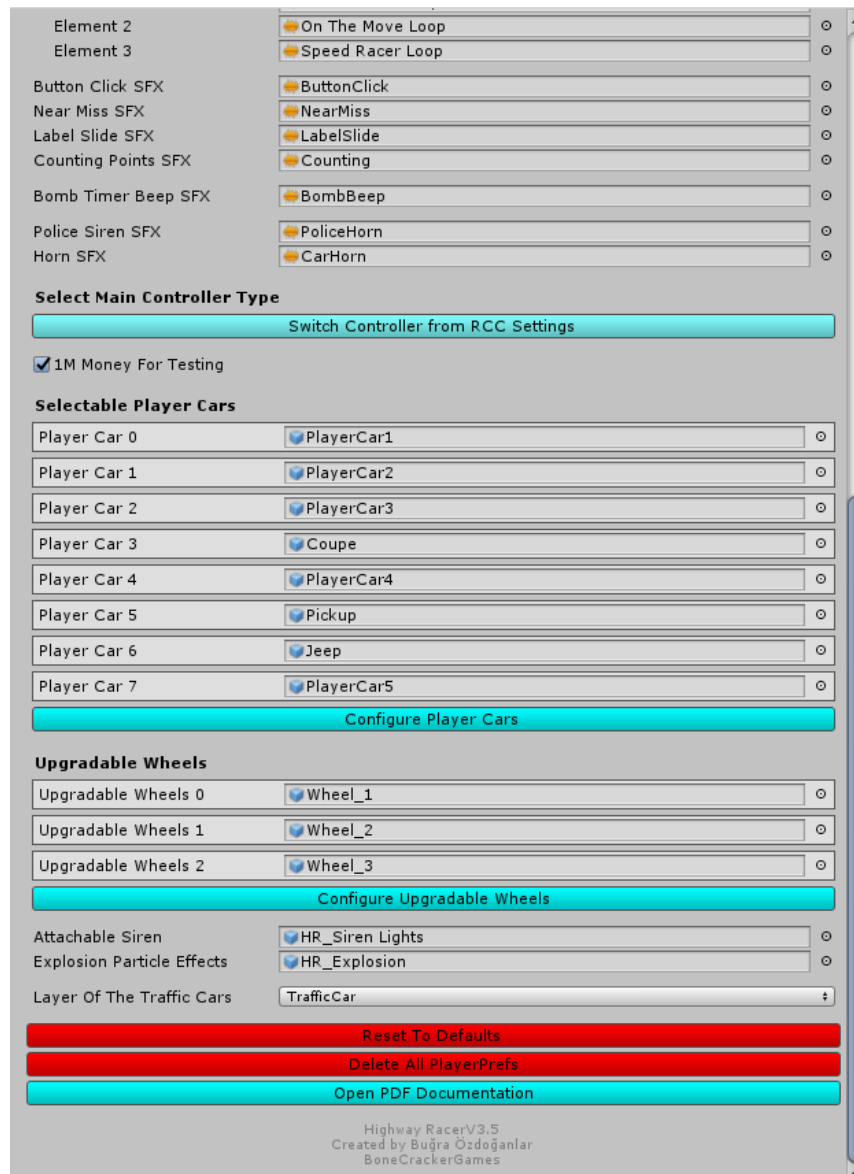 Element 2 On The Move Loop
Element 3 Speed Racer Loop
Button Click SFX ButtonClick
Near Miss SFX NearMiss
Label Slide SFX LabelSlide
Counting Points SFX Counting
Bomb Timer Beep SFX BombBeep
Police Siren SFX PoliceHorn
Horn SFX CarHorn
Select Main Controller Type
Switch Controller from RCC Settings
1M Money For Testing
Selectable Player Cars
Player Car 0 PlayerCar1
Player Car 1 PlayerCar2
Player Car 2 PlayerCar3
Player Car 3 Coupe
Player Car 4 PlayerCar4
Player Car 5 Pickup
Player Car 6 Jeep
Player Car 7 PlayerCar5
Configure Player Cars
Upgradable Wheels
Upgradable Wheels 0 Wheel_1
Upgradable Wheels 1 Wheel_2
Upgradable Wheels 2 Wheel_3
Configure Upgradable Wheels
Attachable Siren HR_Siren Lights
Explosion Particle Effects HR_Explosion
Layer Of The Traffic Cars TrafficCar
Reset To Defaults
Delete All PlayerPrefs
Open PDF Documentation
Highway RacerV3.5
Created by Buğra Özdoğanlar
BoneCrackerGames